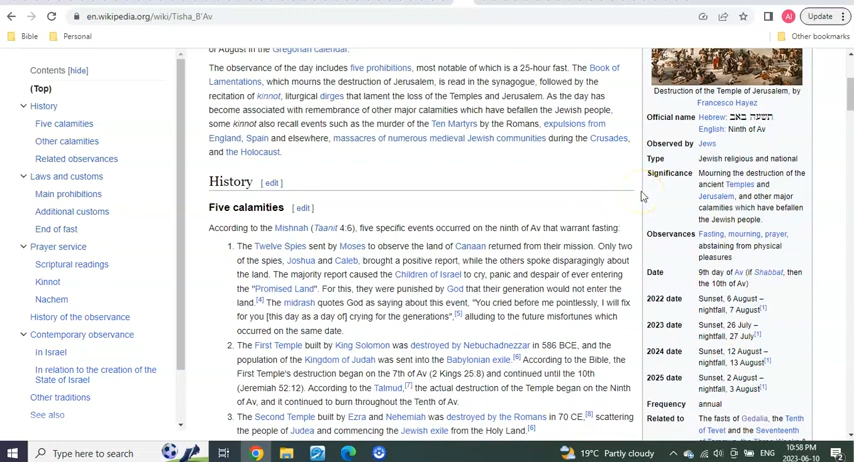 en.wikipedia.org/wiki/Tisha_B'Av
AI
Update
Bible
Personal
Other bookmarks
Contents [hide]
(Top)
History
Five calamities
Other calamities
Related observances
Laws and customs
Main prohibitions
Additional customs
End of fast
Prayer service
Scriptural readings
Kinnot
Nachem
History of the observance
Contemporary observance
In Israel
In relation to the creation of the
State of Israel
Other traditions
See also
of August in the Gregorian calendar.
The observance of the day includes five prohibitions, most notable of which is a 25-hour fast. The Book of
Lamentations, which mourns the destruction of Jerusalem, is read in the synagogue, followed by the
recitation of kinnot, liturgical dirges that lament the loss of the Temples and Jerusalem. As the day has
become associated with remembrance of other major calamities which have befallen the Jewish people,
some kinnot also recall events such as the murder of the Ten Martyrs by the Romans, expulsions from
England, Spain and elsewhere, massacres of numerous medieval Jewish communities during the Crusades,
and the Holocaust.
History [ edit ]
Five calamities [ edit ]
According to the Mishnah (Taanit 4:6), five specific events occurred on the ninth of Av that warrant fasting:
1. The Twelve Spies sent by Moses to observe the land of Canaan returned from their mission. Only two
of the spies, Joshua and Caleb, brought a positive report, while the others spoke disparagingly about
the land. The majority report caused the Children of Israel to cry, panic and despair of ever entering
the "Promised Land". For this, they were punished by God that their generation would not enter the
land.[4] The midrash quotes God as saying about this event, "You cried before me pointlessly, I will fix
for you [this day as a day of] crying for the generations",[5] alluding to the future misfortunes which
occurred on the same date.
2. The First Temple built by King Solomon was destroyed by Nebuchadnezzar in 586 BCE, and the
population of the Kingdom of Judah was sent into the Babylonian exile.[6] According to the Bible, the
First Temple's destruction began on the 7th of Av (2 Kings 25:8) and continued until the 10th
(Jeremiah 52:12). According to the Talmud,[7] the actual destruction of the Temple began on the Ninth
of Av, and it continued to burn throughout the Tenth of Av.
3. The Second Temple built by Ezra and Nehemiah was destroyed by the Romans in 70 CE,[8] scattering
the people of Judea and commencing the Jewish exile from the Holy Land.[6]
Destruction of the Temple of Jerusalem, by
Francesco Hayez
Official name Hebrew: תשעה באב
English: Ninth of Av
Observed by Jews
Type Jewish religious and national
Significance Mourning the destruction of the
ancient Temples and
Jerusalem, and other major
calamities which have befallen
the Jewish people.
Observances Fasting, mourning, prayer,
abstaining from physical
pleasures
Date 9th day of Av (if Shabbat, then
the 10th of Av)
2022 date Sunset, 6 August –
nightfall, 7 August[1]
2023 date Sunset, 26 July –
nightfall, 27 July[1]
2024 date Sunset, 12 August –
nightfall, 13 August[1]
2025 date Sunset, 2 August –
nightfall, 3 August[1]
Frequency annual
Related to The fasts of Gedalia, the Tenth
of Tevet and the Seventeenth
Type here to search
19°C Partly cloudy
ENG
10:58 PM
2023-06-10
2